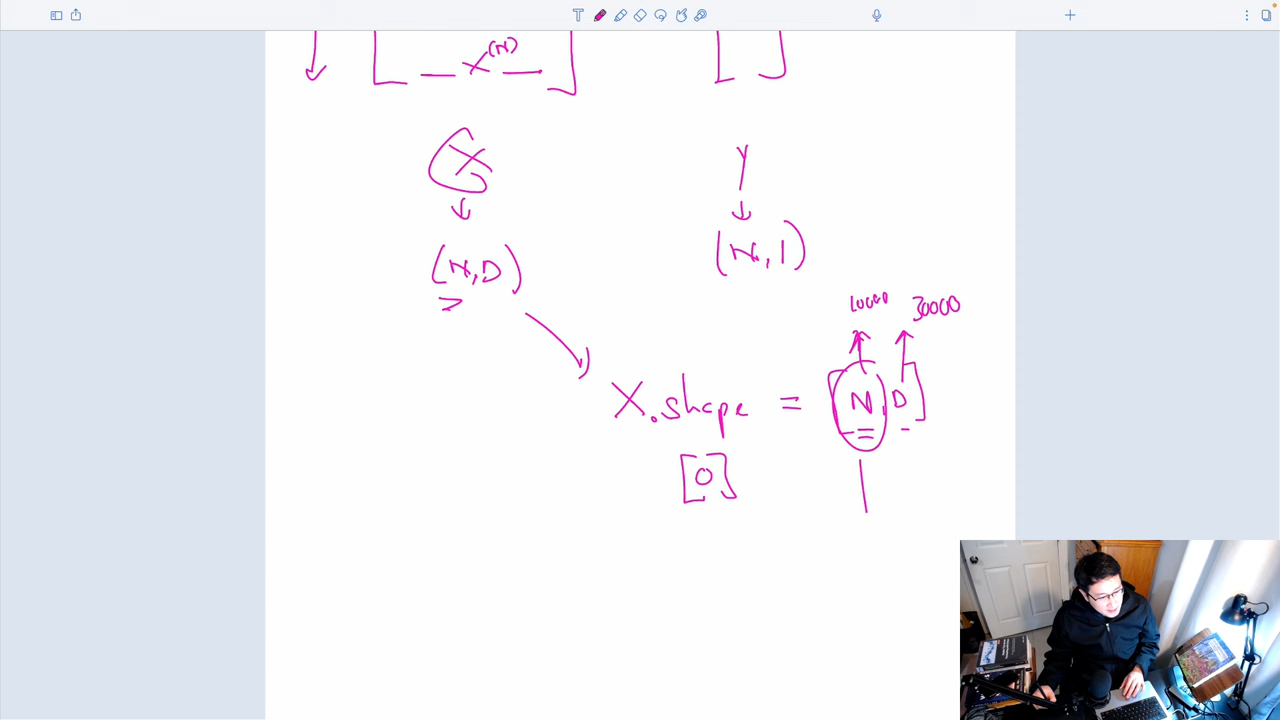 X^(N)
X y
(N,D) (N,1)
10000 30000
X.shape = [N,D]
[0]